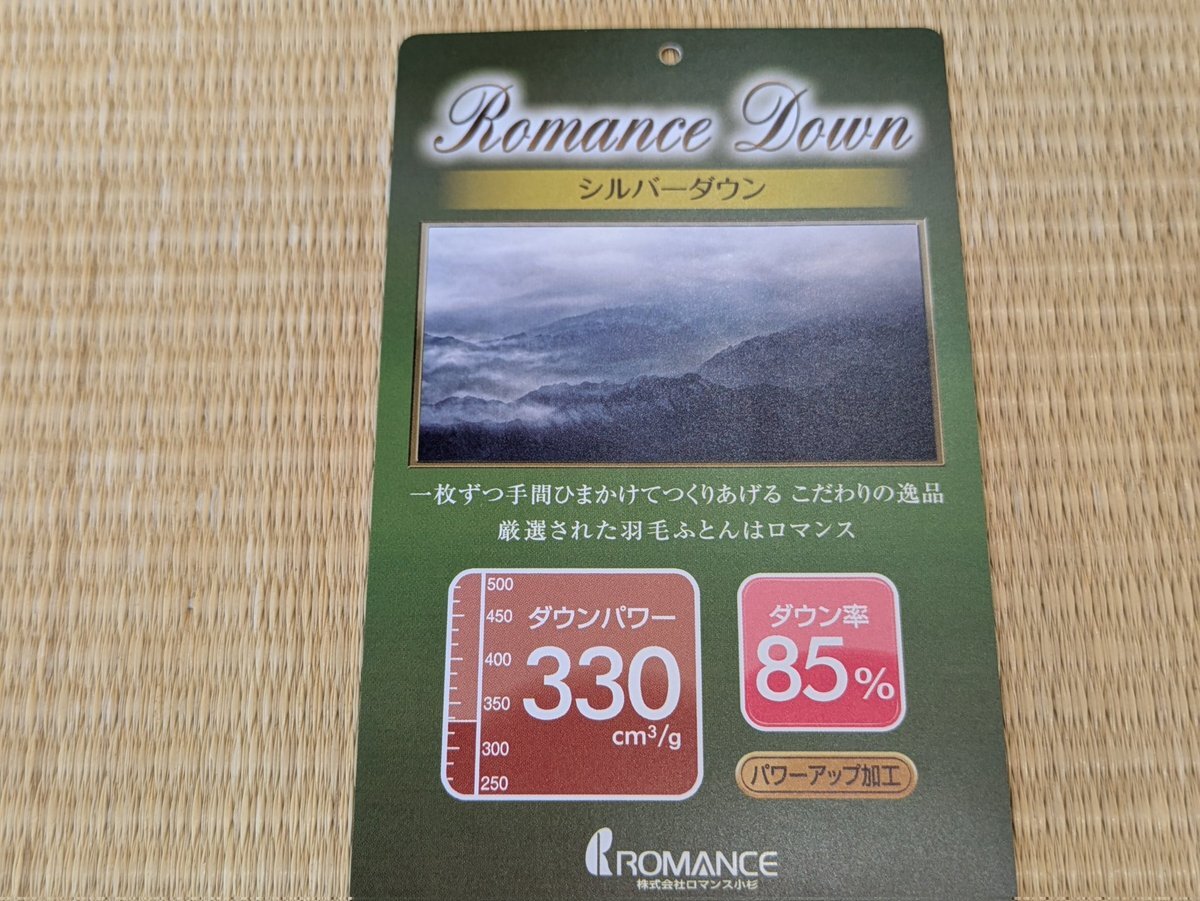 Romance Down
シルバーダウン
一枚ずつ手間ひまかけてつくりあげる こだわりの逸品
厳選された羽毛ふとんはロマンス
500
450
400
350
300
250
ダウンパワー
330
cm³/g
ダウン率
85%
パワーアップ加工
ROMANCE
株式会社ロマンス小杉